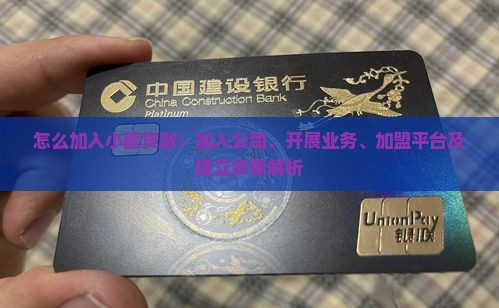 中国建设银行
China Construction Bank
Platinum
怎么加入小额贷款：加入公司、开展业务、加盟平台及
建立步骤解析
UnionPay
银联